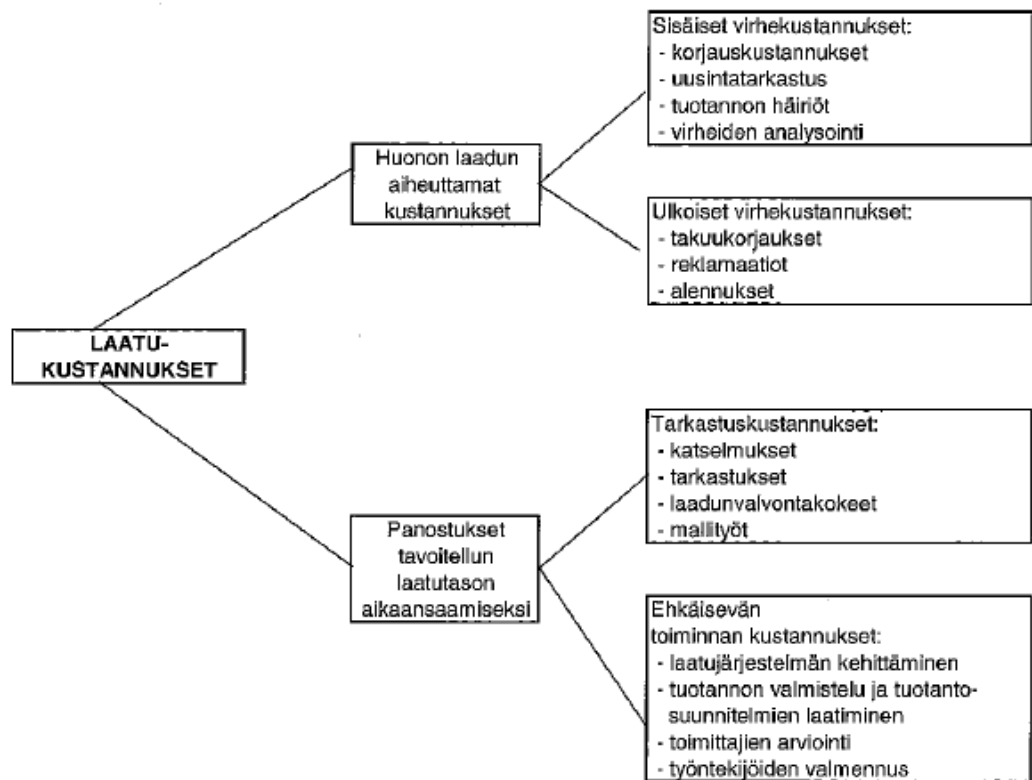 Sisäiset virhekustannukset:
- korjauskustannukset
- uusintatarkastus
- tuotannon häiriöt
- virheiden analysointi
Huonon laadun
aiheuttamat
kustannukset
Ulkoiset virhekustannukset:
- takuukorjaukset
- reklamaatiot
- alennukset
LAATU-
KUSTANNUKSET
Tarkastuskustannukset:
- katselmukset
- tarkastukset
- laadunvalvontakokeet
- mallityöt
Panostukset
tavoitellun
laatutason
aikaansaamiseksi
Ehkäisevän
toiminnan kustannukset:
- laatujärjestelmän kehittäminen
- tuotannon valmistelu ja tuotanto-
suunnitelmien laatiminen
- toimittajien arviointi
- työntekijöiden valmennus